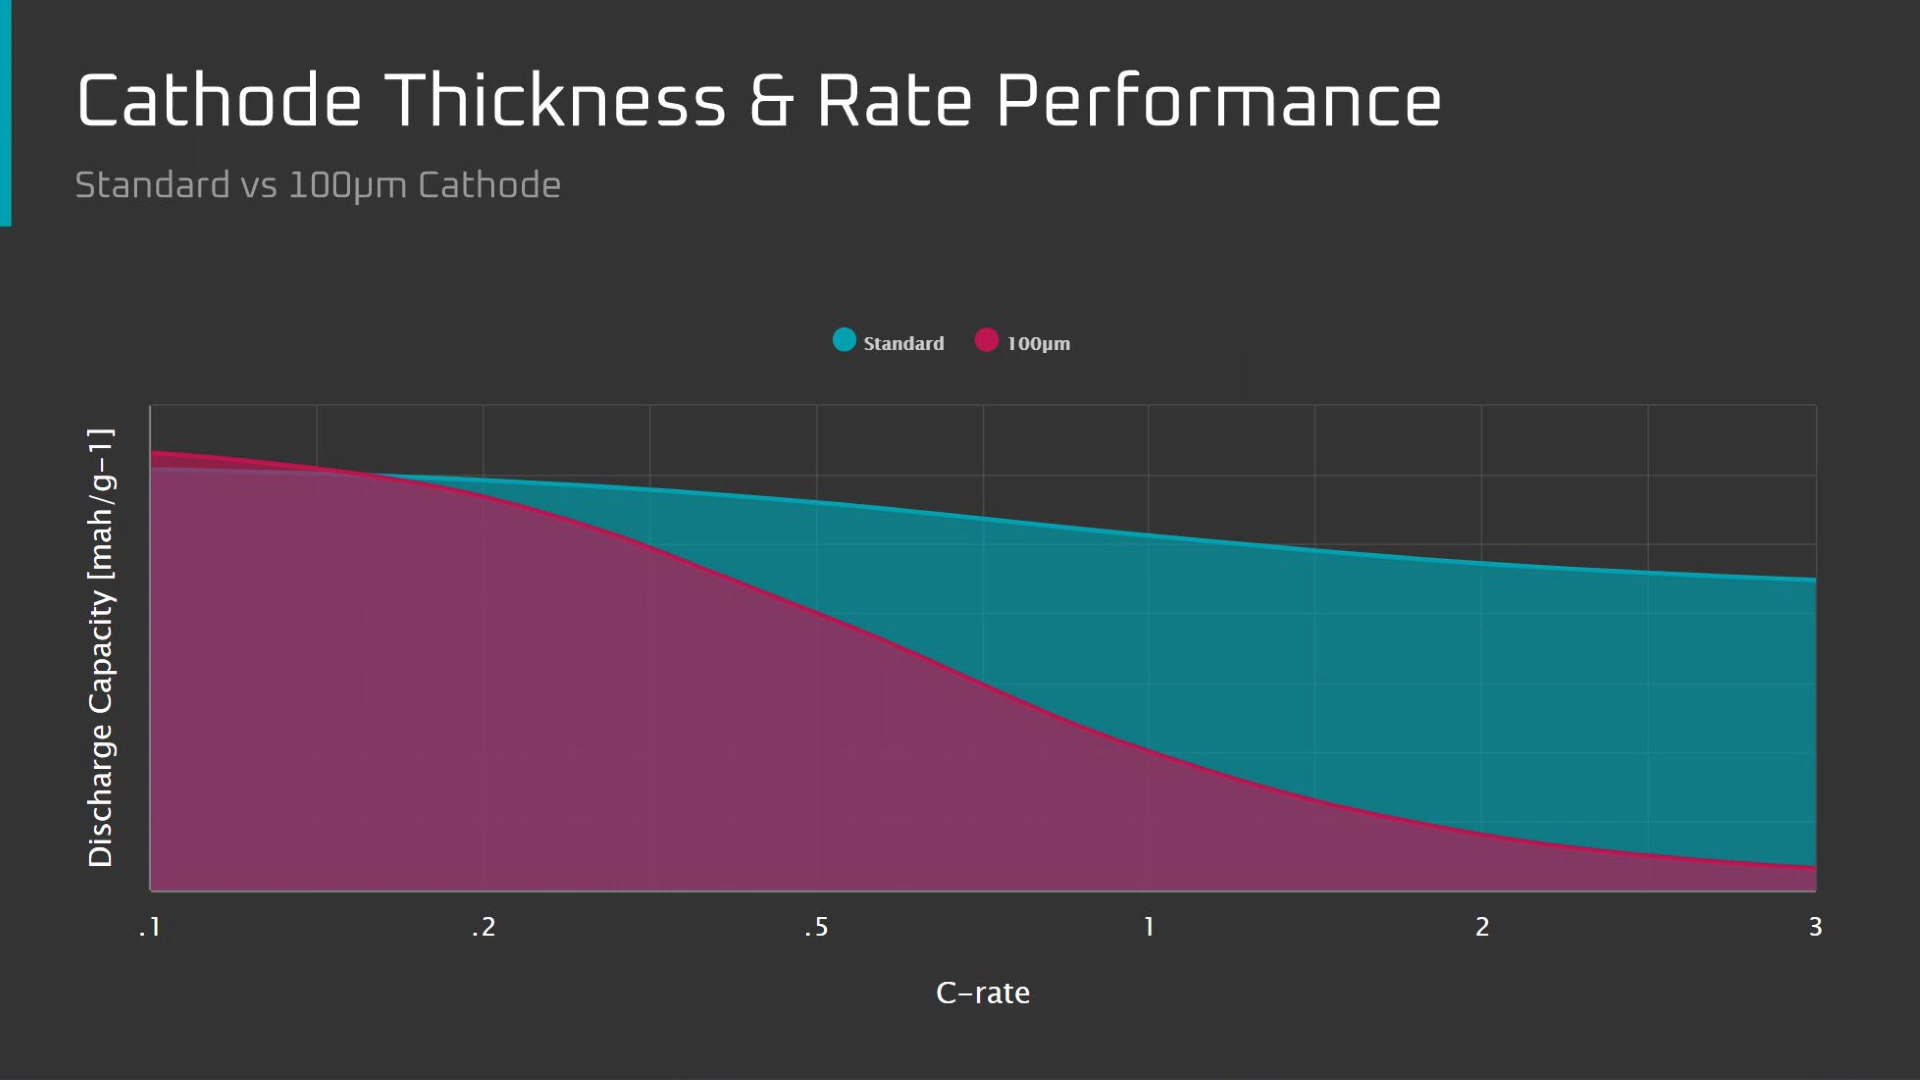 Cathode Thickness & Rate Performance
Standard vs 100µm Cathode
Standard
100µm
Discharge Capacity [mah/g-1]
.1
.2
.5
1
2
3
C-rate